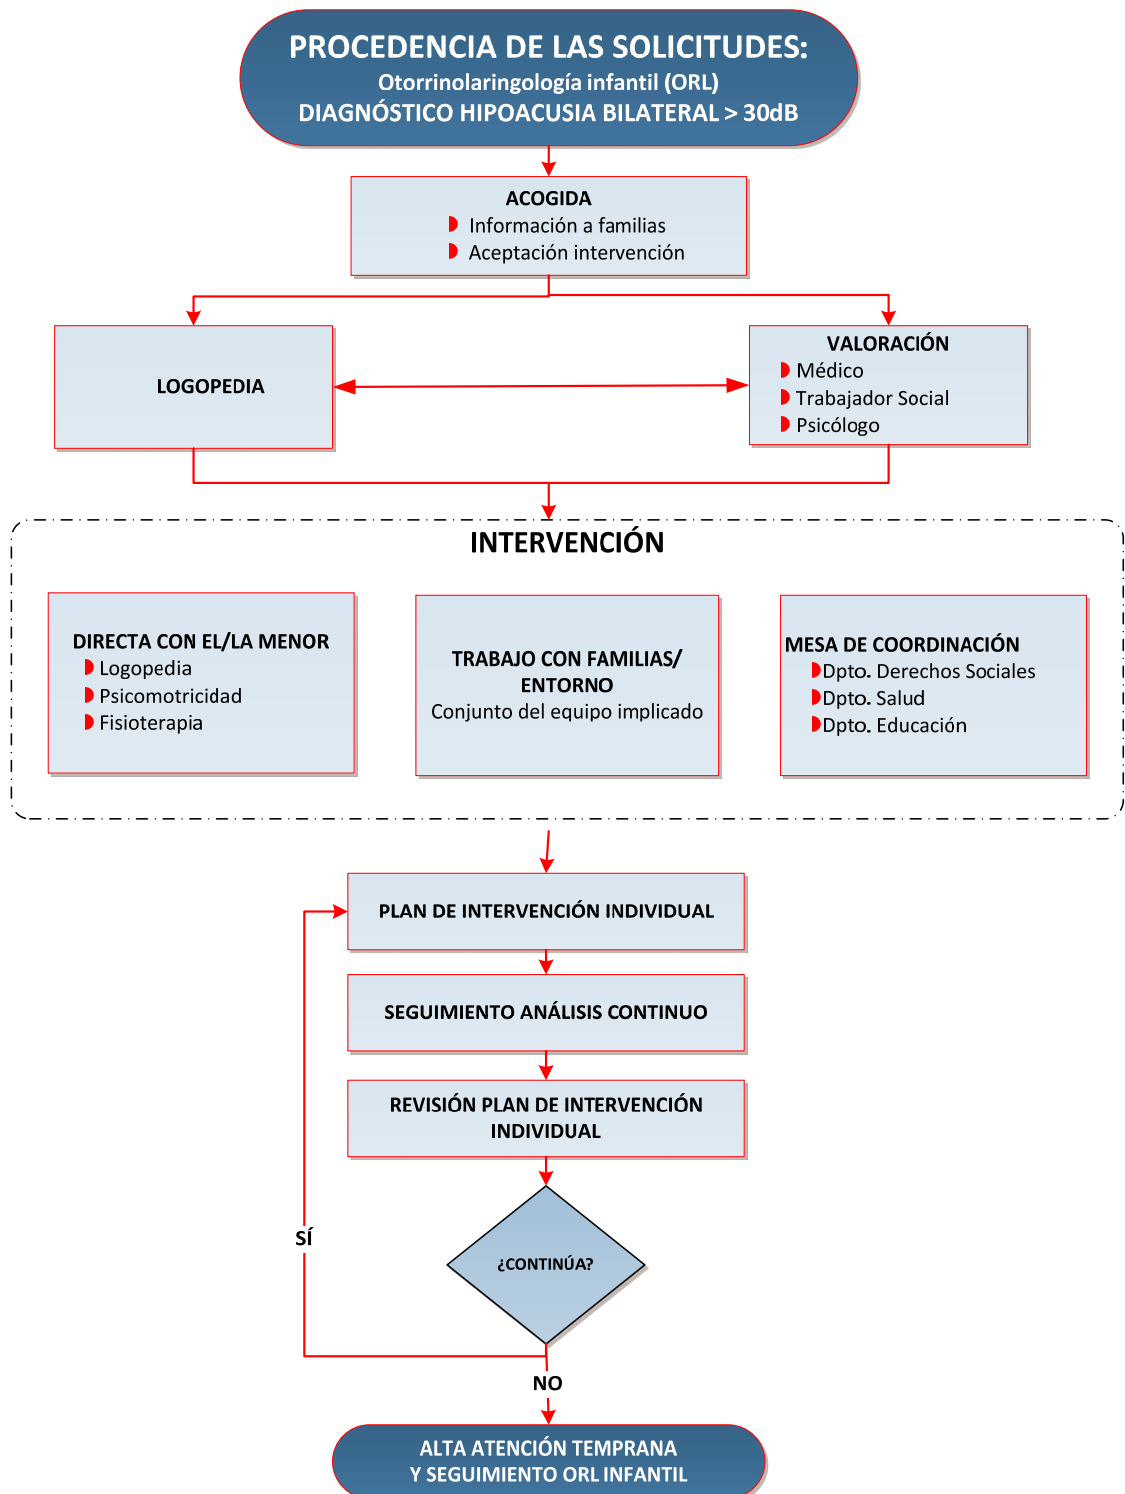 PROCEDENCIA DE LAS SOLICITUDES:
Otorrinolaringología infantil (ORL)
DIAGNÓSTICO HIPOACUSIA BILATERAL > 30dB
ACOGIDA
Información a familias
Aceptación intervención
LOGOPEDIA
VALORACIÓN
Médico
Trabajador Social
Psicólogo
INTERVENCIÓN
DIRECTA CON EL/LA MENOR
Logopedia
Psicomotricidad
Fisioterapia
TRABAJO CON FAMILIAS/
ENTORNO
Conjunto del equipo implicado
MESA DE COORDINACIÓN
Dpto. Derechos Sociales
Dpto. Salud
Dpto. Educación
PLAN DE INTERVENCIÓN INDIVIDUAL
SEGUIMIENTO ANÁLISIS CONTINUO
REVISIÓN PLAN DE INTERVENCIÓN
INDIVIDUAL
SÍ
¿CONTINÚA?
NO
ALTA ATENCIÓN TEMPRANA
Y SEGUIMIENTO ORL INFANTIL